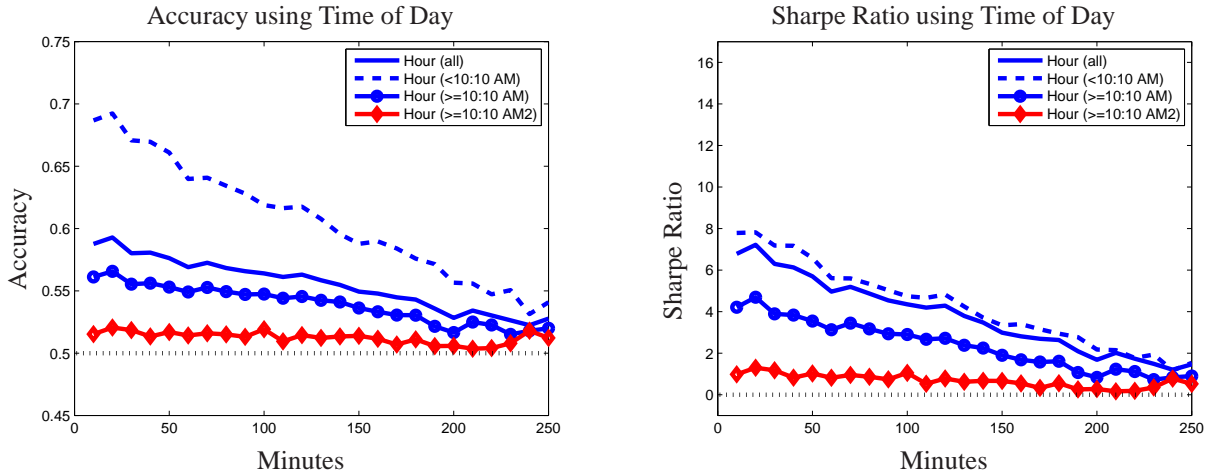 Accuracy using Time of Day
0.75
0.7
0.65
0.6
0.55
0.5
0.45
Accuracy
Hour (all)
Hour (<10:10 AM)
Hour (>=10:10 AM)
Hour (>=10:10 AM2)
0 50 100 150 200 250
Minutes
Sharpe Ratio using Time of Day
16
14
12
10
8
6
4
2
0
Sharpe Ratio
Hour (all)
Hour (<10:10 AM)
Hour (>=10:10 AM)
Hour (>=10:10 AM2)
0 50 100 150 200 250
Minutes